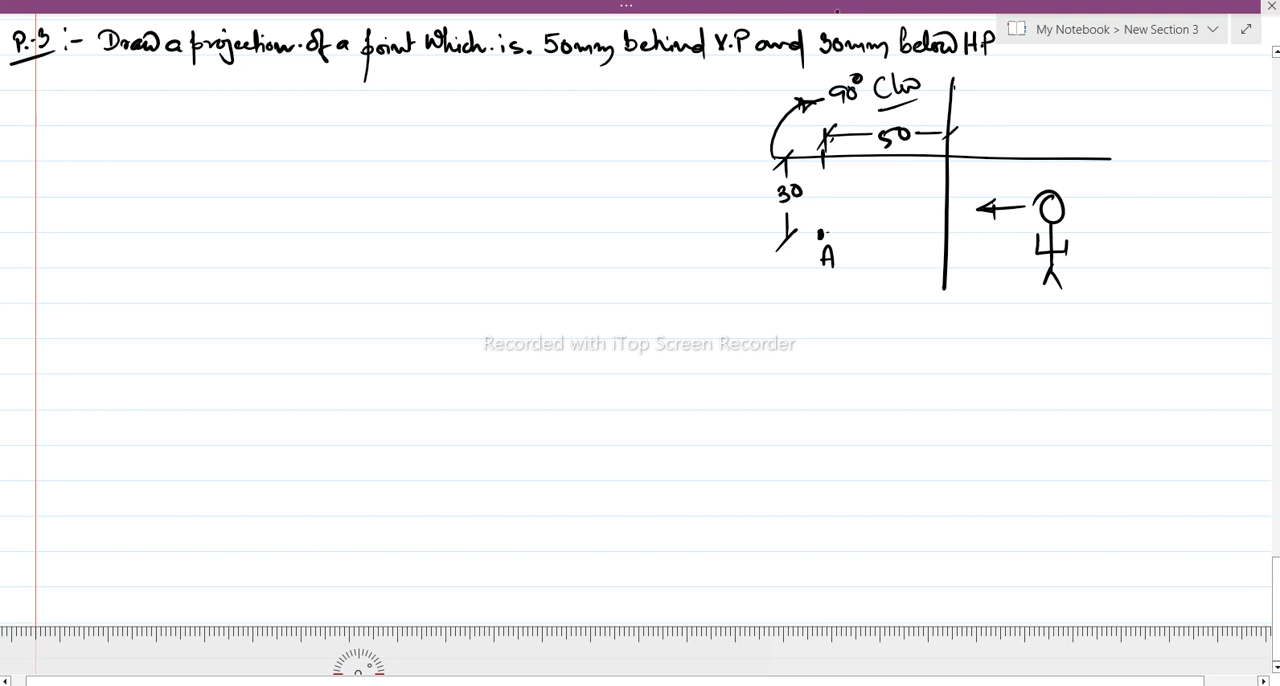 My Notebook > New Section 3
P.-3 :- Draw a projection of a point which is 50mm behind V.P and 30mm below HP
90° Clw
50
30
A
Recorded with iTop Screen Recorder